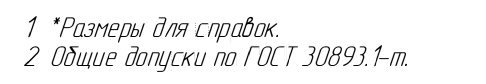 1 *Размеры для справок.
2 Общие допуски по ГОСТ 30893.1-m.